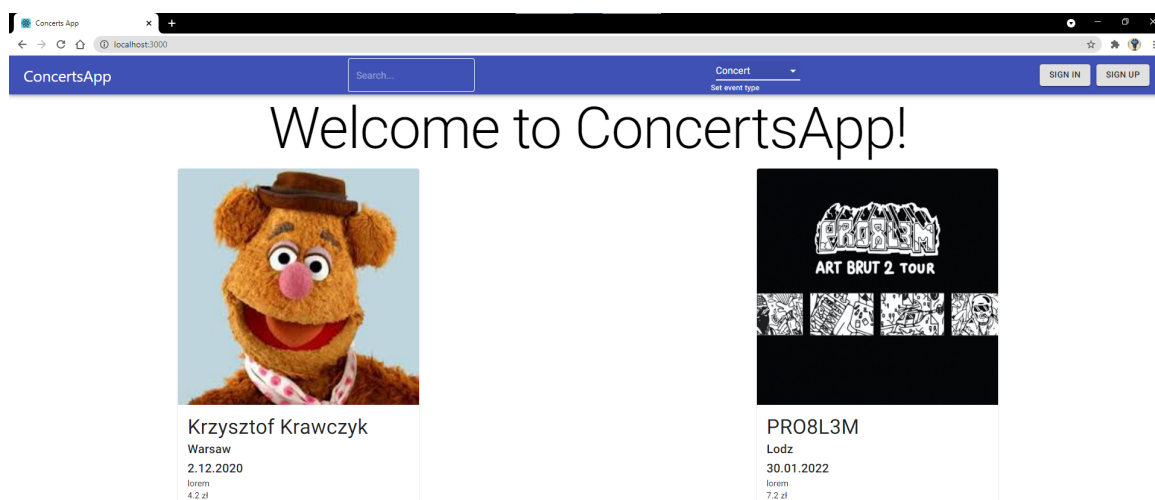 Concerts App
localhost:3000
ConcertsApp
Search...
Concert
Set event type
SIGN IN
SIGN UP
Welcome to ConcertsApp!
PRO8L3M
ART BRUT 2 TOUR
Krzysztof Krawczyk
Warsaw
2.12.2020
lorem
4.2 zł
PRO8L3M
Lodz
30.01.2022
lorem
7.2 zł